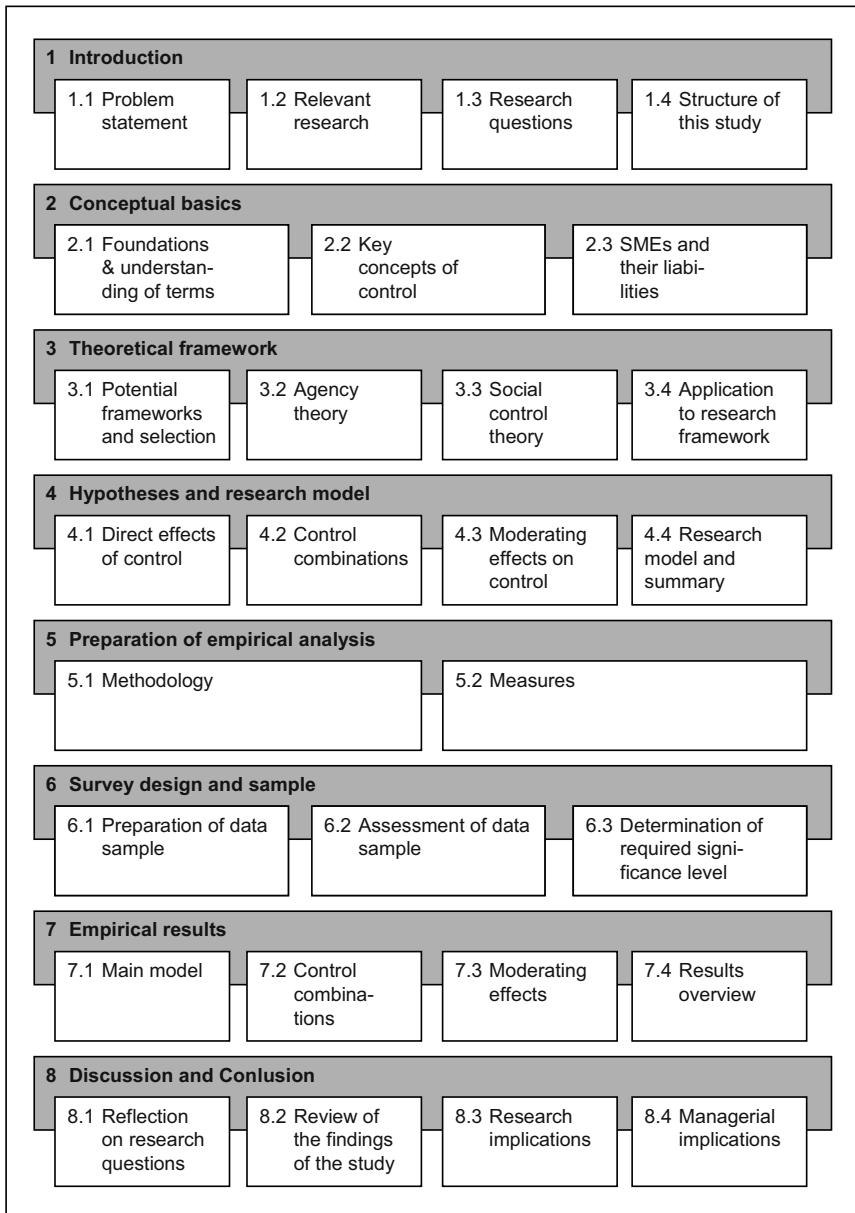 1 Introduction
1.1 Problem
statement
1.2 Relevant
research
1.3 Research
questions
1.4 Structure of
this study
2 Conceptual basics
2.1 Foundations
& understan-
ding of terms
2.2 Key
concepts of
control
2.3 SMEs and
their liabi-
lities
3 Theoretical framework
3.1 Potential
frameworks
and selection
3.2 Agency
theory
3.3 Social
control
theory
3.4 Application
to research
framework
4 Hypotheses and research model
4.1 Direct effects
of control
4.2 Control
combinations
4.3 Moderating
effects on
control
4.4 Research
model and
summary
5 Preparation of empirical analysis
5.1 Methodology
5.2 Measures
6 Survey design and sample
6.1 Preparation of data
sample
6.2 Assessment of data
sample
6.3 Determination of
required signi-
ficance level
7 Empirical results
7.1 Main model
7.2 Control
combina-
tions
7.3 Moderating
effects
7.4 Results
overview
8 Discussion and Conlusion
8.1 Reflection
on research
questions
8.2 Review of
the findings
of the study
8.3 Research
implications
8.4 Managerial
implications